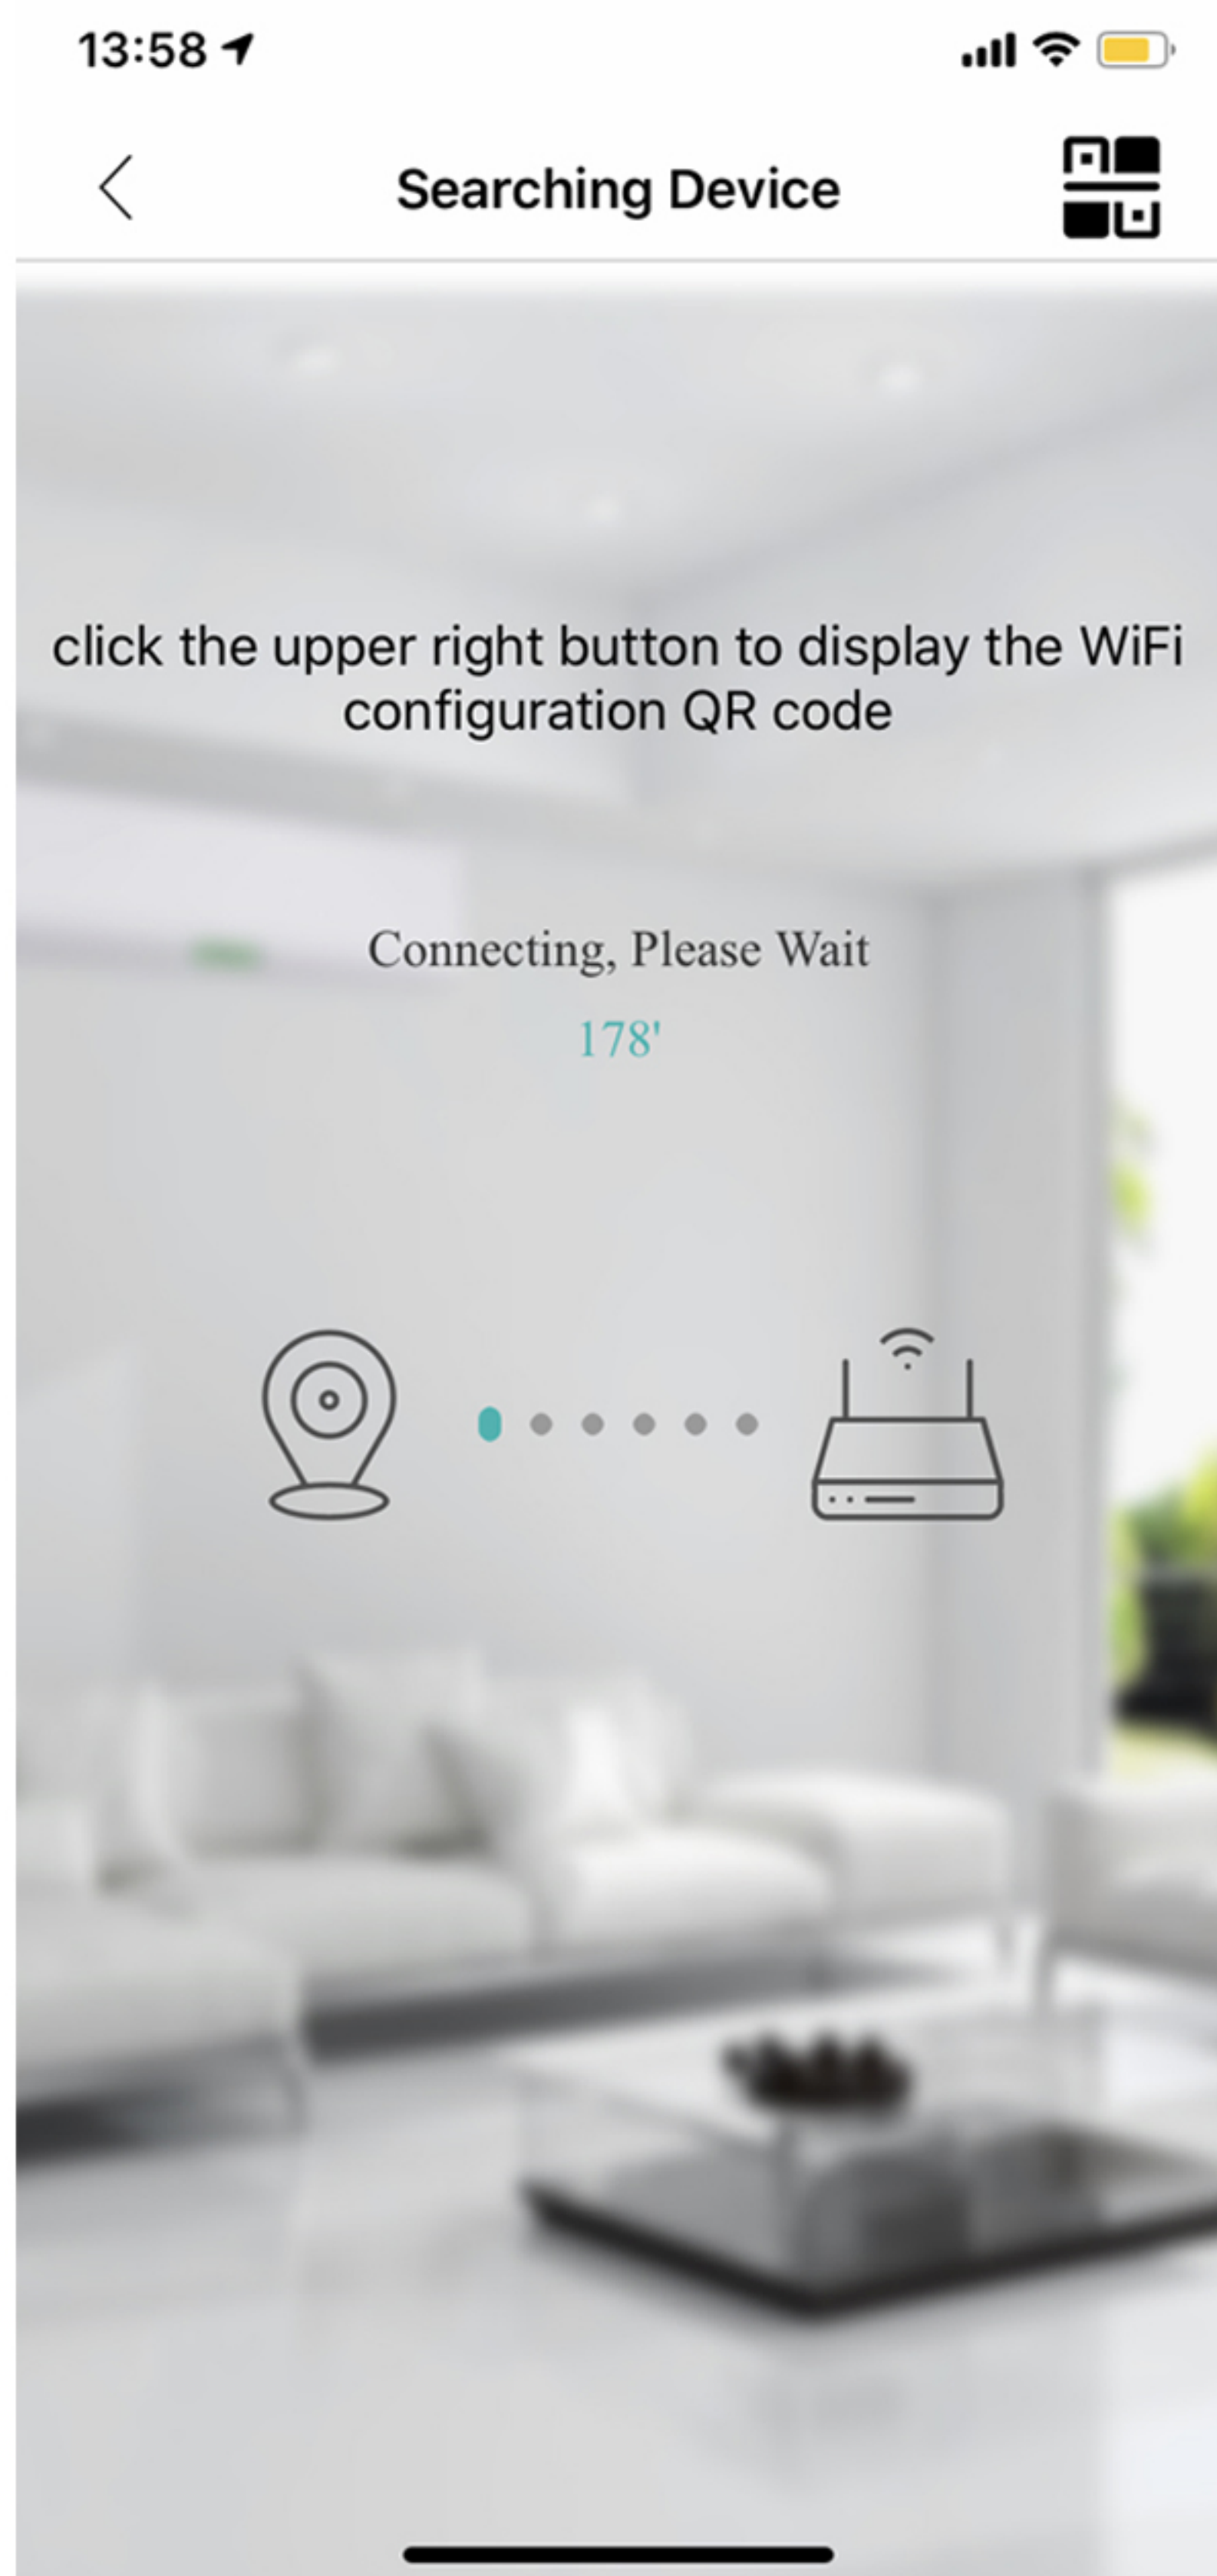 13:58
Searching Device
click the upper right button to display the WiFi
configuration QR code
Connecting, Please Wait
178'